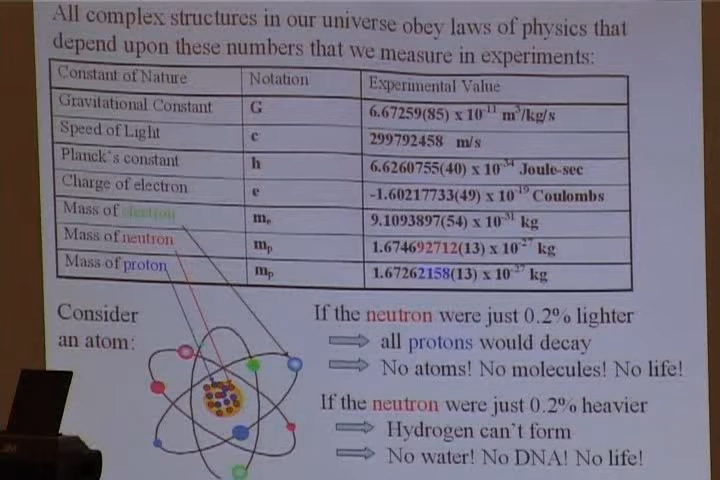 All complex structures in our universe obey laws of physics that
depend upon these numbers that we measure in experiments:
Constant of Nature Notation Experimental Value
Gravitational Constant G 6.67259(85) x 10⁻¹¹ m³/kg/s
Speed of Light c 299792458 m/s
Planck's constant h 6.6260755(40) x 10⁻³⁴ Joule-sec
Charge of electron e -1.60217733(49) x 10⁻¹⁹ Coulombs
Mass of electron mₑ 9.1093897(54) x 10⁻³¹ kg
Mass of neutron mₚ 1.674692712(13) x 10⁻²⁷ kg
Mass of proton mₚ 1.67262158(13) x 10⁻²⁷ kg
Consider
an atom:
If the neutron were just 0.2% lighter
all protons would decay
No atoms! No molecules! No life!
If the neutron were just 0.2% heavier
Hydrogen can't form
No water! No DNA! No life!